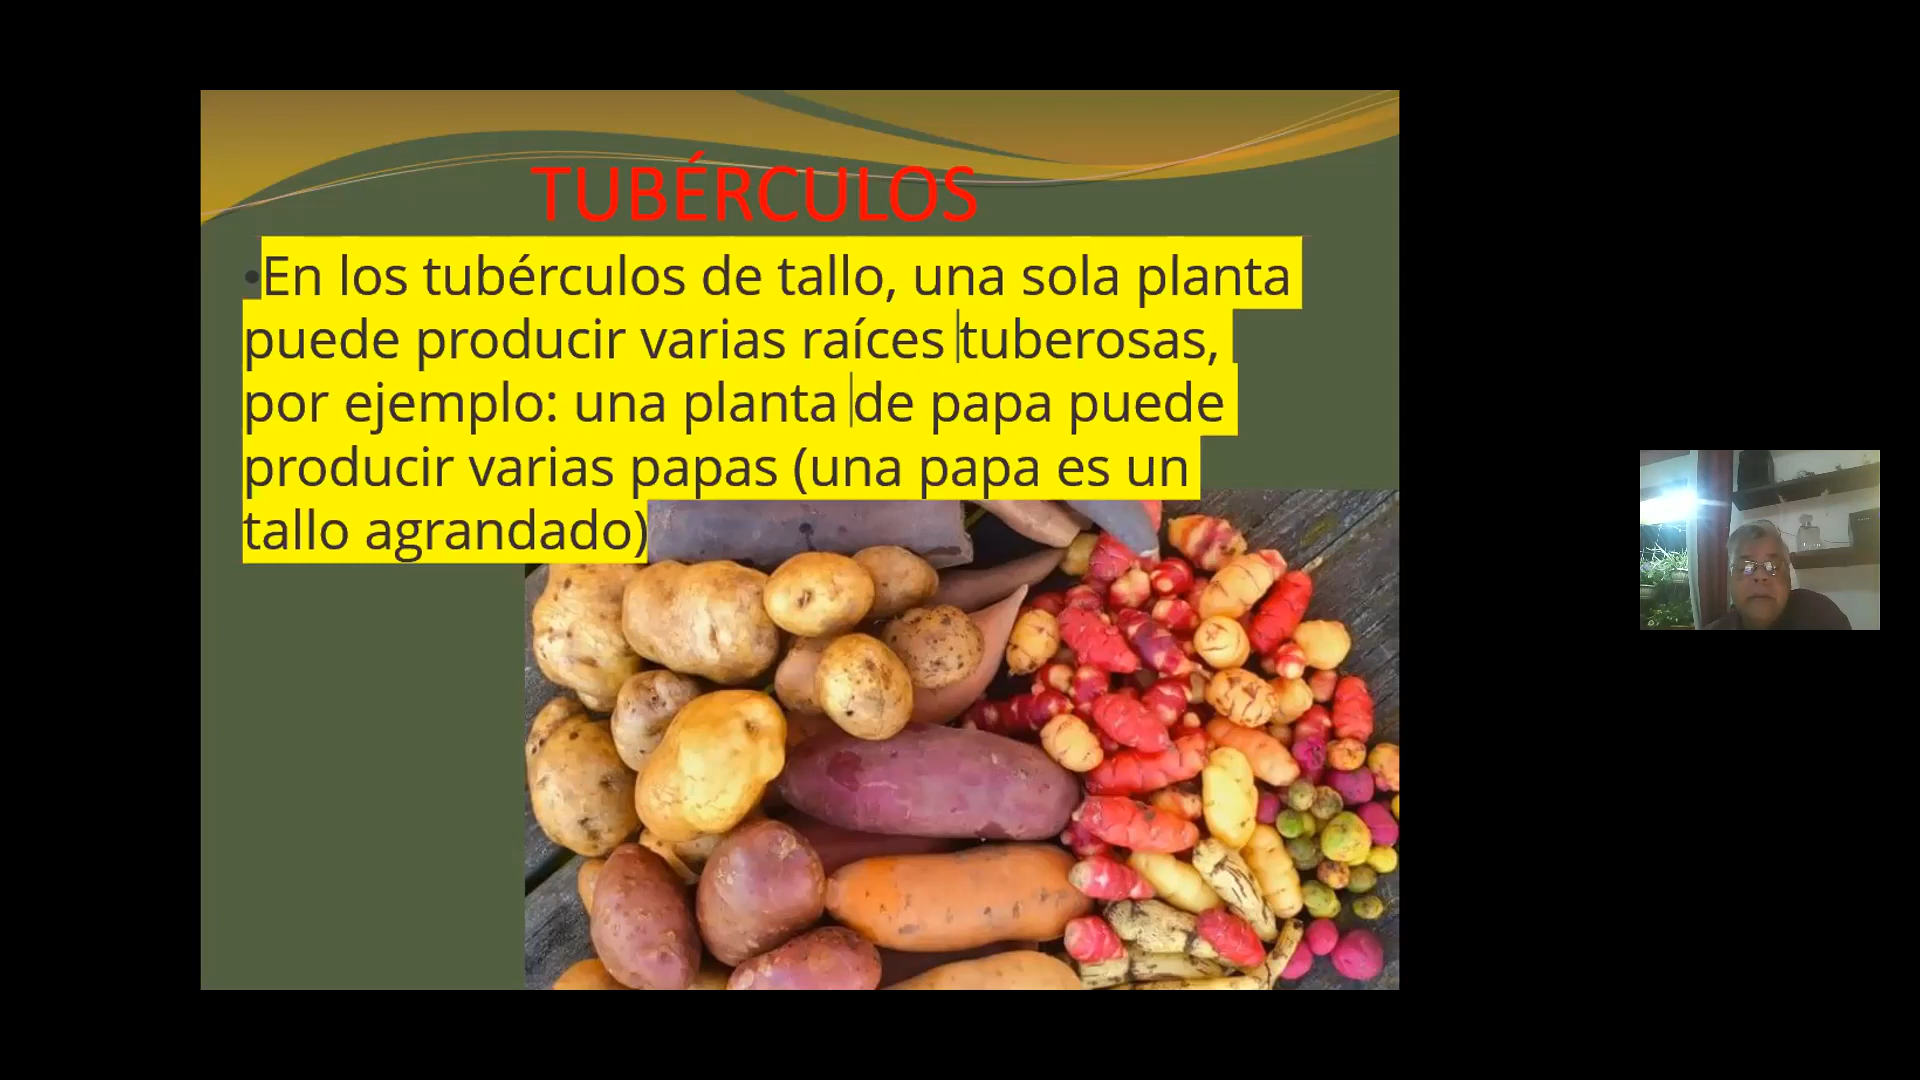 TUBÉRCULOS
•En los tubérculos de tallo, una sola planta
puede producir varias raíces tuberosas,
por ejemplo: una planta de papa puede
producir varias papas (una papa es un
tallo agrandado)